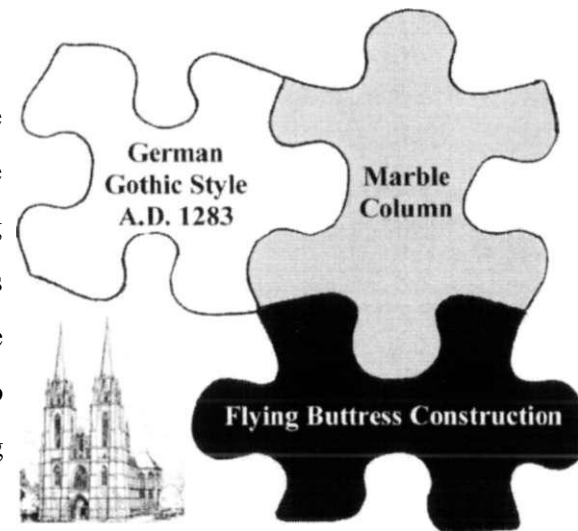 German
Gothic Style
A.D. 1283
Marble
Column
Flying Buttress Construction